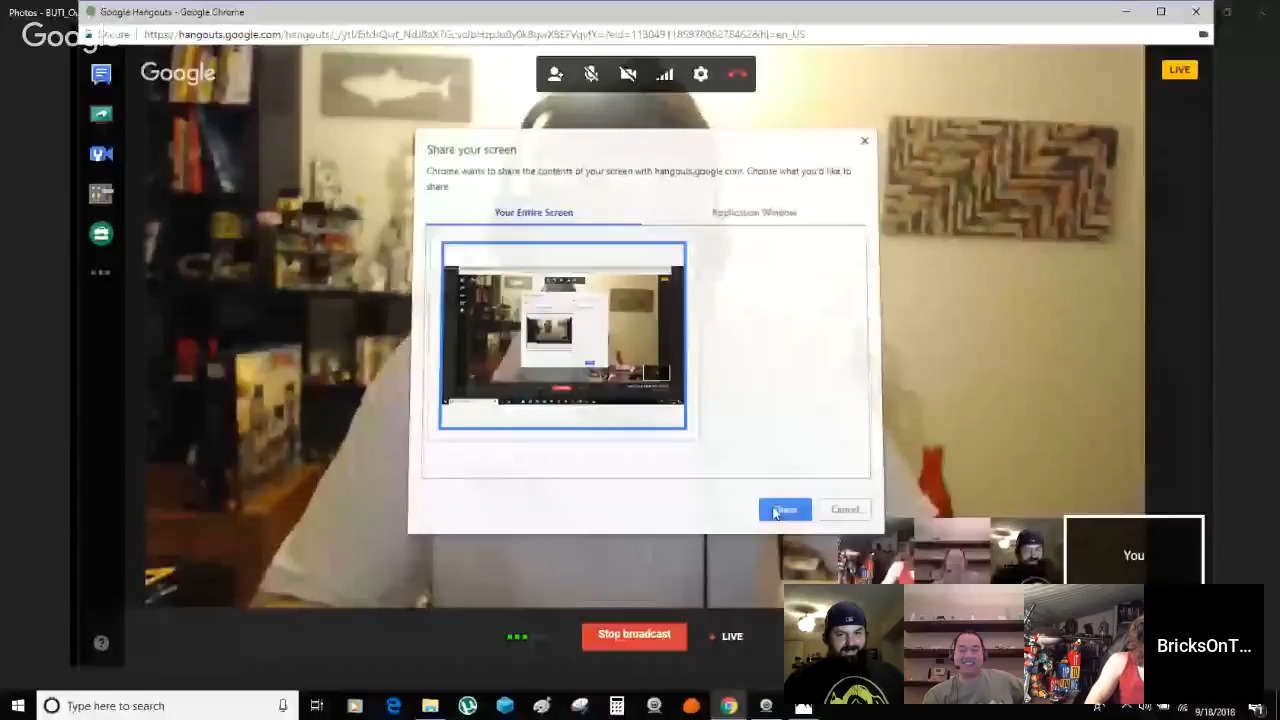 Google Hangouts - Google Chrome
Google
Google
LIVE
Share your screen
Chrome wants to share the contents of your screen with hangouts.google.com. Choose what you'd like to
share
Your Entire Screen
Application Window
Cancel
You
Stop broadcast
LIVE
BricksOnT...
Type here to search
9/18/2018